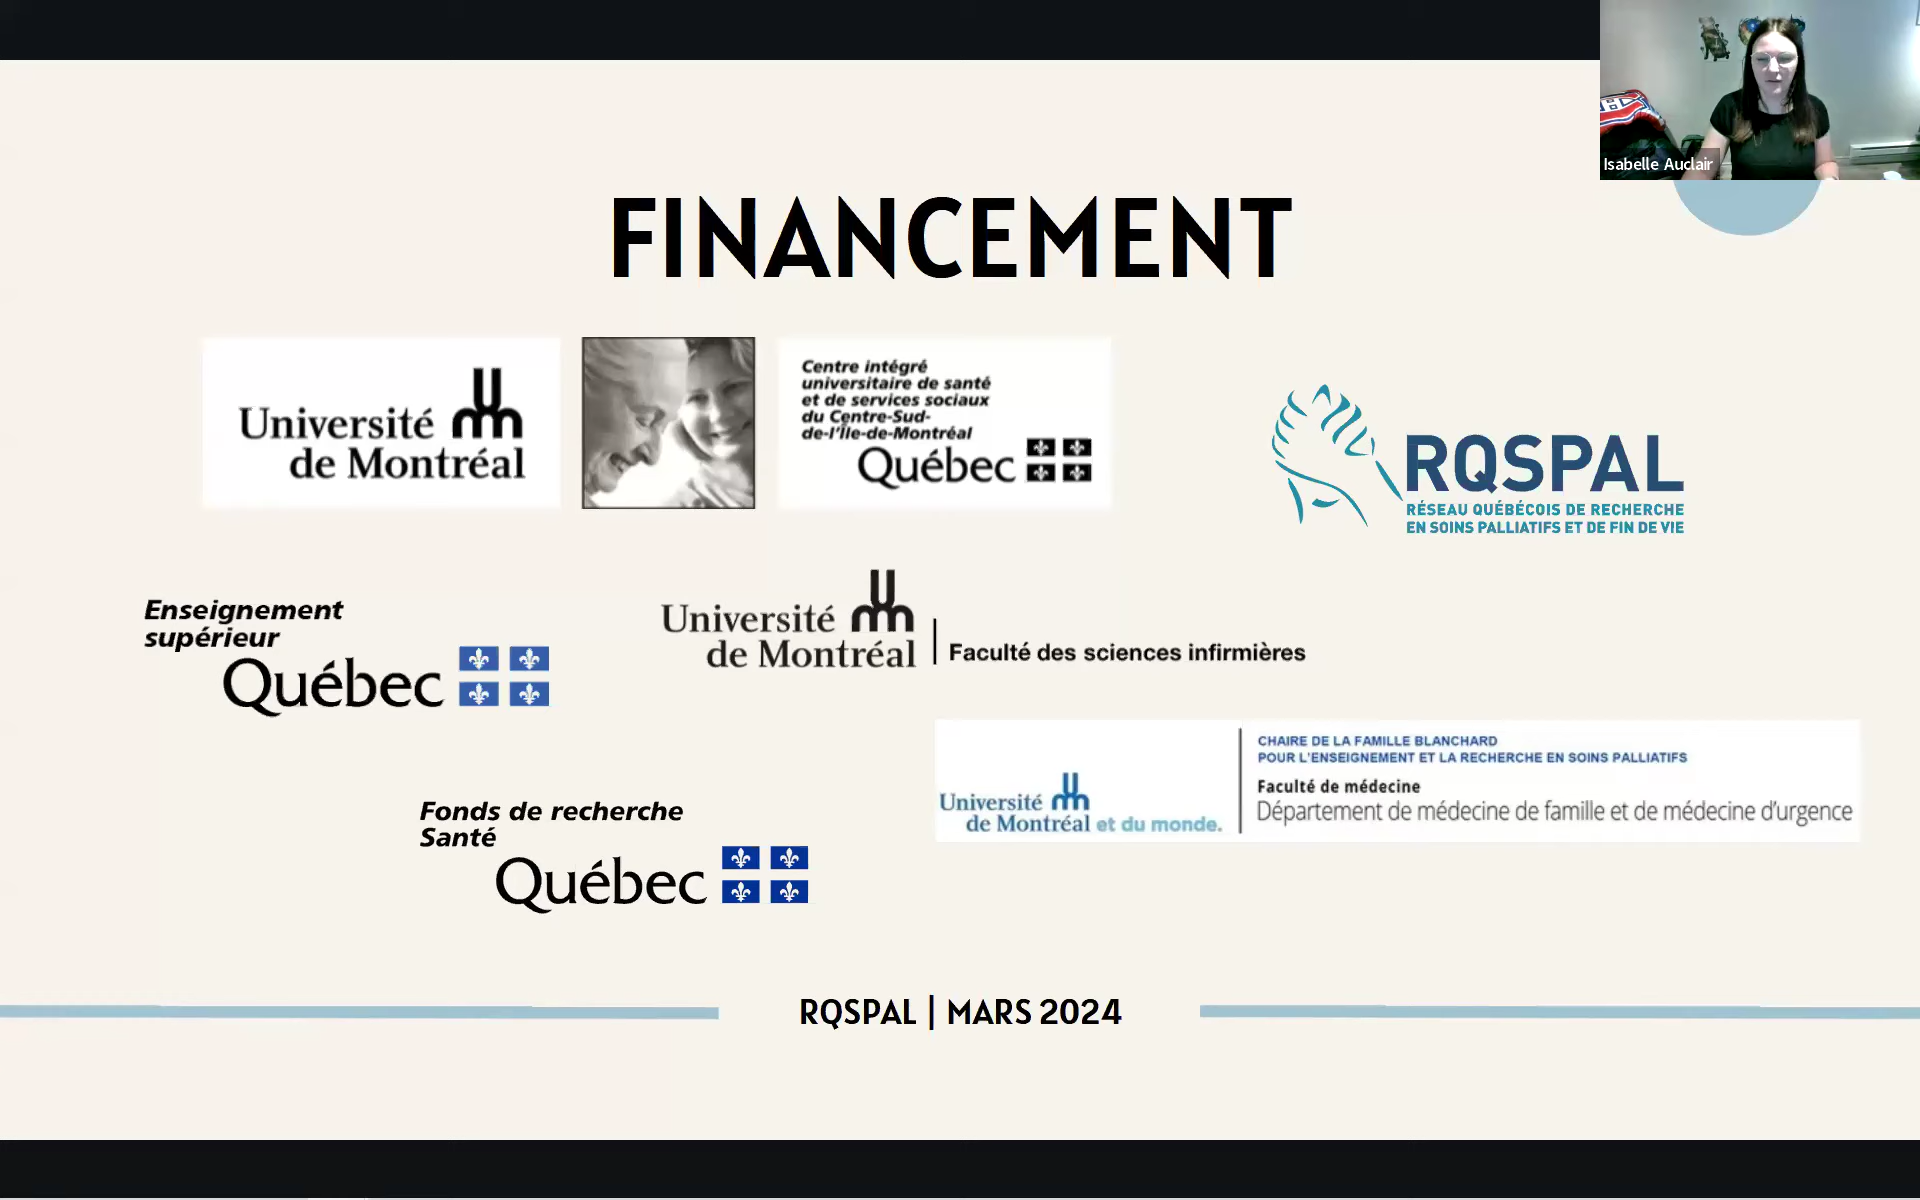 Isabelle Auclair
FINANCEMENT
Université
de Montréal
Centre intégré
universitaire de santé
et de services sociaux
du Centre-Sud-
de-l'Île-de-Montréal
Québec
RQSPAL
RÉSEAU QUÉBÉCOIS DE RECHERCHE
EN SOINS PALLIATIFS ET DE FIN DE VIE
Enseignement
supérieur
Québec
Université
de Montréal
Faculté des sciences infirmières
CHAIRE DE LA FAMILLE BLANCHARD
POUR L'ENSEIGNEMENT ET LA RECHERCHE EN SOINS PALLIATIFS
Faculté de médecine
Département de médecine de famille et de médecine d'urgence
Université
de Montréal et du monde.
Fonds de recherche
Santé
Québec
RQSPAL | MARS 2024